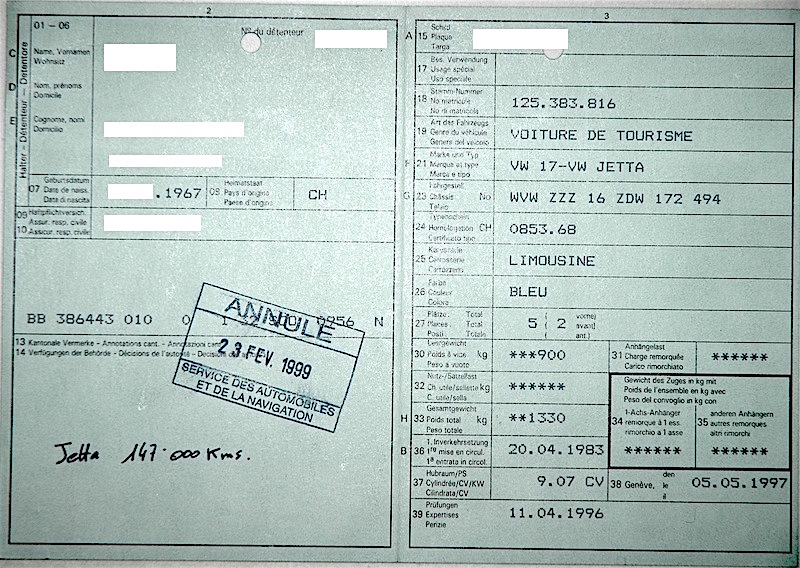 2
01 - 06
No du détenteur
C
Name, Vornamen
Wohnsitz
D
Nom, prénoms
Domicile
E
Cognome, nomi
Domicilio
Halter – Détenteur – Detentore
07
Geburtsdatum
Date de naiss.
Data di nascita
.1967
08
Heimatstaat
Pays d'origine
Paese d'origine
CH
09
Haftpflichtversich.
Assur. resp. civile
10
Assicur. resp. civile
BB 386443 010
0956 N
13 Kantonale Vermerke - Annotations cant. - Annotazioni cant.
14 Verfügungen der Behörde - Décisions de l'autorité -
ANNULÉ
23 FEV. 1999
SERVICE DES AUTOMOBILES
ET DE LA NAVIGATION
Jetta 147.000 Kms.
3
A 15
Schild
Plaque
Targa
17
Bes. Verwendung
Usage spécial
Uso speciale
18
Stamm-Nummer
No matricule
No di matricola
125.383.816
19
Art des Fahrzeugs
Genre du véhicule
Genere del veicolo
VOITURE DE TOURISME
F 21
Marke und Typ
Marque et type
Marca e tipo
VW 17-VW JETTA
G 23
Fahrgestell
Châssis No
Telaio
WVW ZZZ 16 ZDW 172 494
24
Typenschein
Homologation CH
Certificato tipo
0853.68
25
Karosserie
Carrosserie
Carrozzeria
LIMOUSINE
26
Farbe
Couleur
Colore
BLEU
27
Plätze: Total
Places: Total
Posti: Totale
5 ( 2
vorne)
avant)
ant.)
30
Leergewicht
Poids à vide kg
Peso a vuoto
***900
31
Anhängelast
Charge remorquée
Carico rimorchiato
******
32
Nutz-/Sattellast
Ch. utile/sellette kg
C. utile/sella
******
Gewicht des Zuges in kg mit
Poids de l'ensemble en kg avec
Peso del convoglio in kg con
H 33
Gesamtgewicht
Poids total kg
Peso totale
**1330
34
1-Achs-Anhänger
remorque à 1 ess.
rimorchio a 1 asse
******
35
anderen Anhängern
autres remorques
altri rimorchi
******
B 36
1. Inverkehrsetzung
1re mise en circul.
1a entrata in circol.
20.04.1983
37
Hubraum/PS
Cylindrée/CV/KW
Cilindrata/CV
9.07 CV
38 Genève,
den
le
il
05.05.1997
39
Prüfungen
Expertises
Perizie
11.04.1996